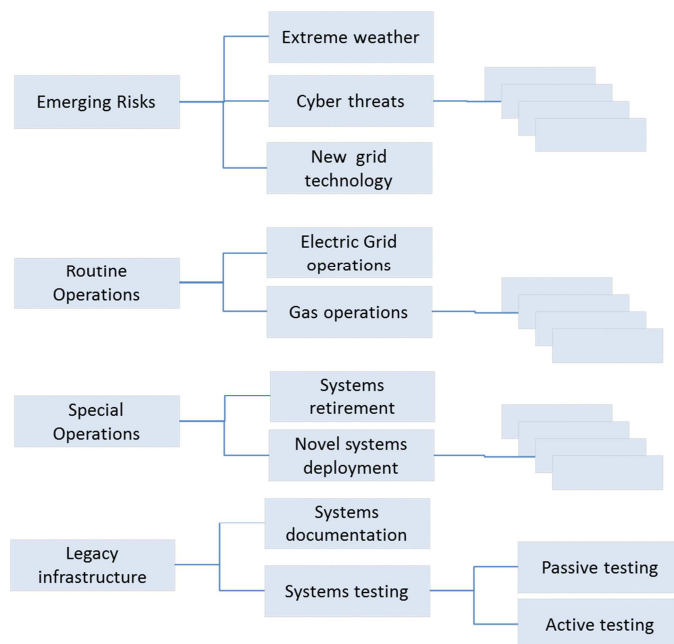 Extreme weather
Emerging Risks
Cyber threats
New grid
technology
Electric Grid
operations
Routine
Operations
Gas operations
Systems
retirement
Special
Operations
Novel systems
deployment
Systems
documentation
Legacy
infrastructure
Systems testing
Passive testing
Active testing